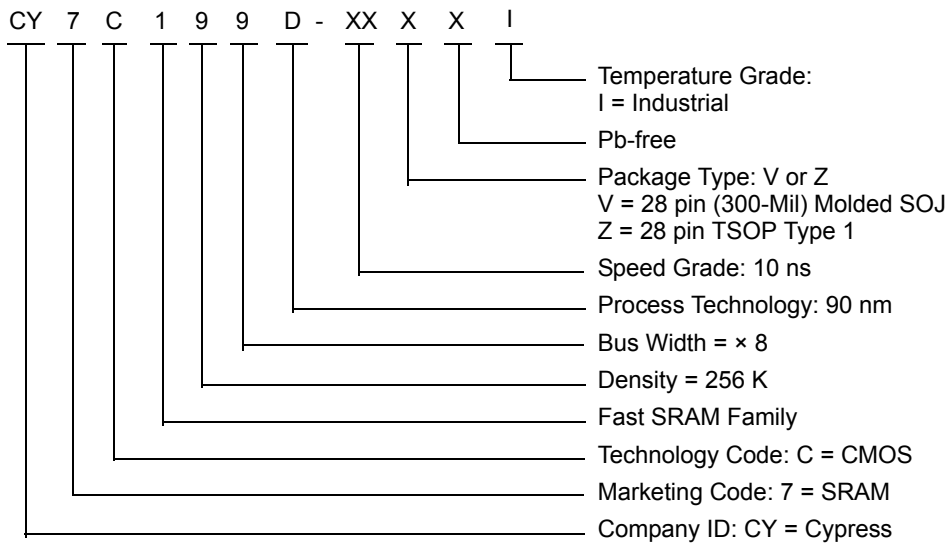 CY 7 C 1 9 9 D - XX X X I
Temperature Grade:
I = Industrial
Pb-free
Package Type: V or Z
V = 28 pin (300-Mil) Molded SOJ
Z = 28 pin TSOP Type 1
Speed Grade: 10 ns
Process Technology: 90 nm
Bus Width = × 8
Density = 256 K
Fast SRAM Family
Technology Code: C = CMOS
Marketing Code: 7 = SRAM
Company ID: CY = Cypress